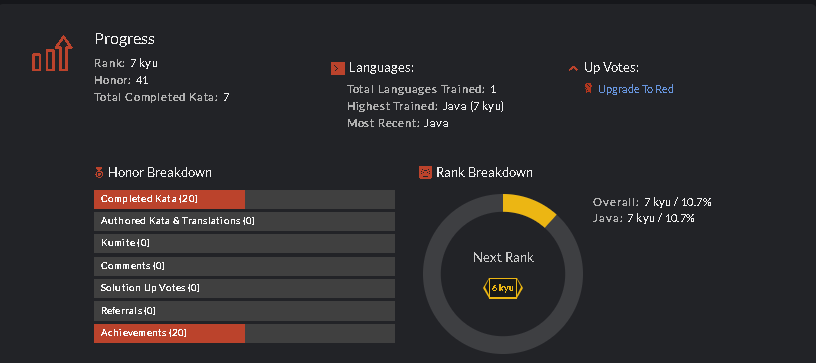 Progress
Rank: 7 kyu
Honor: 41
Total Completed Kata: 7
Languages:
Total Languages Trained: 1
Highest Trained: Java (7 kyu)
Most Recent: Java
Up Votes:
Upgrade To Red
Honor Breakdown
Completed Kata (20)
Authored Kata & Translations (0)
Kumite (0)
Comments (0)
Solution Up Votes (0)
Referrals (0)
Achievements (20)
Rank Breakdown
Next Rank
6 kyu
Overall: 7 kyu / 10.7%
Java: 7 kyu / 10.7%